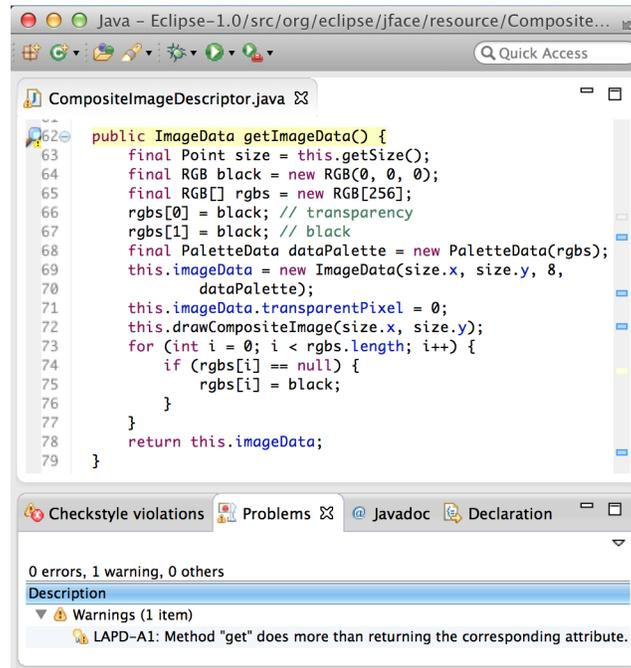 Java – Eclipse-1.0/src/org/eclipse/jface/resource/Composite...
Quick Access
CompositeImageDescriptor.java
62 public ImageData getImageData() {
63 final Point size = this.getSize();
64 final RGB black = new RGB(0, 0, 0);
65 final RGB[] rgbs = new RGB[256];
66 rgbs[0] = black; // transparency
67 rgbs[1] = black; // black
68 final PaletteData dataPalette = new PaletteData(rgbs);
69 this.imageData = new ImageData(size.x, size.y, 8,
70 dataPalette);
71 this.imageData.transparentPixel = 0;
72 this.drawCompositeImage(size.x, size.y);
73 for (int i = 0; i < rgbs.length; i++) {
74 if (rgbs[i] == null) {
75 rgbs[i] = black;
76 }
77 }
78 return this.imageData;
79 }
Checkstyle violations Problems @ Javadoc Declaration
0 errors, 1 warning, 0 others
Description
Warnings (1 item)
LAPD-A1: Method "get" does more than returning the corresponding attribute.